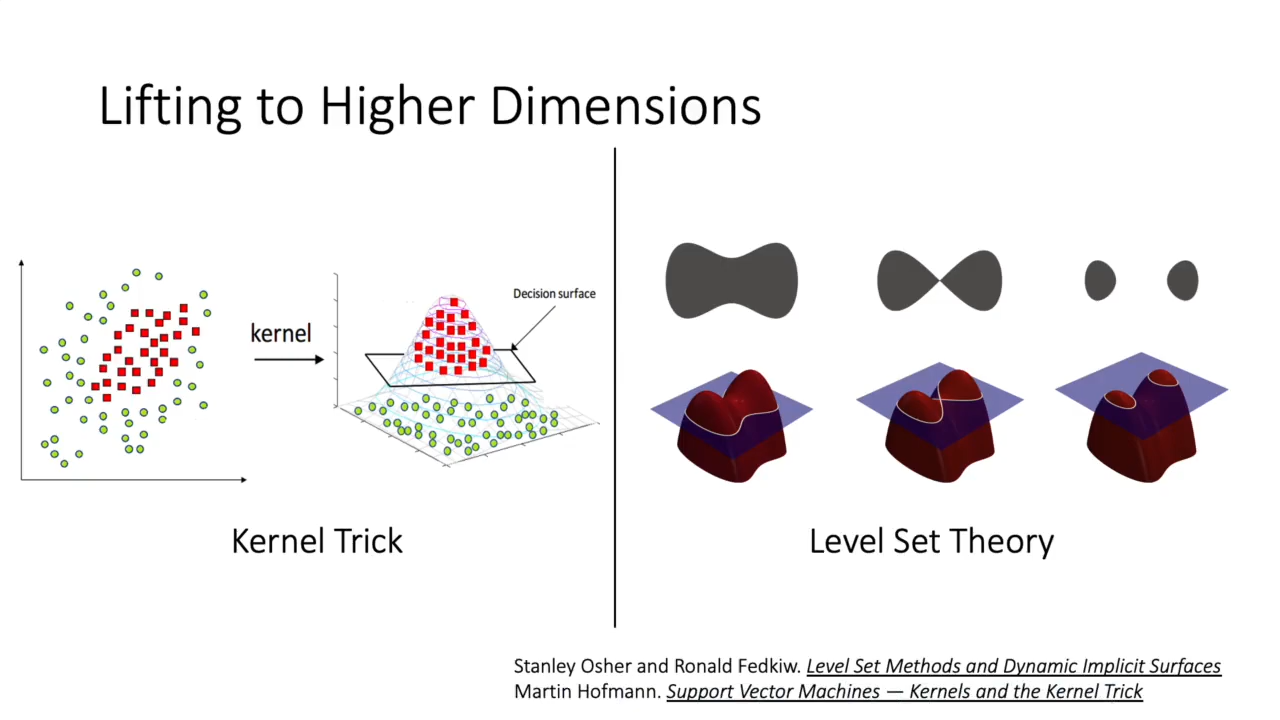 Lifting to Higher Dimensions
kernel
Decision surface
Kernel Trick
Level Set Theory
Stanley Osher and Ronald Fedkiw. Level Set Methods and Dynamic Implicit Surfaces
Martin Hofmann. Support Vector Machines — Kernels and the Kernel Trick